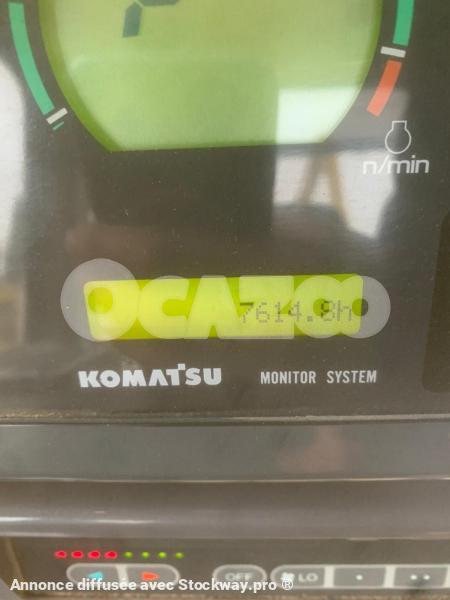 n/min
OCAZOO
7614.8h
KOMATSU MONITOR SYSTEM
OFF LO
Annonce diffusée avec Stockway.pro ®